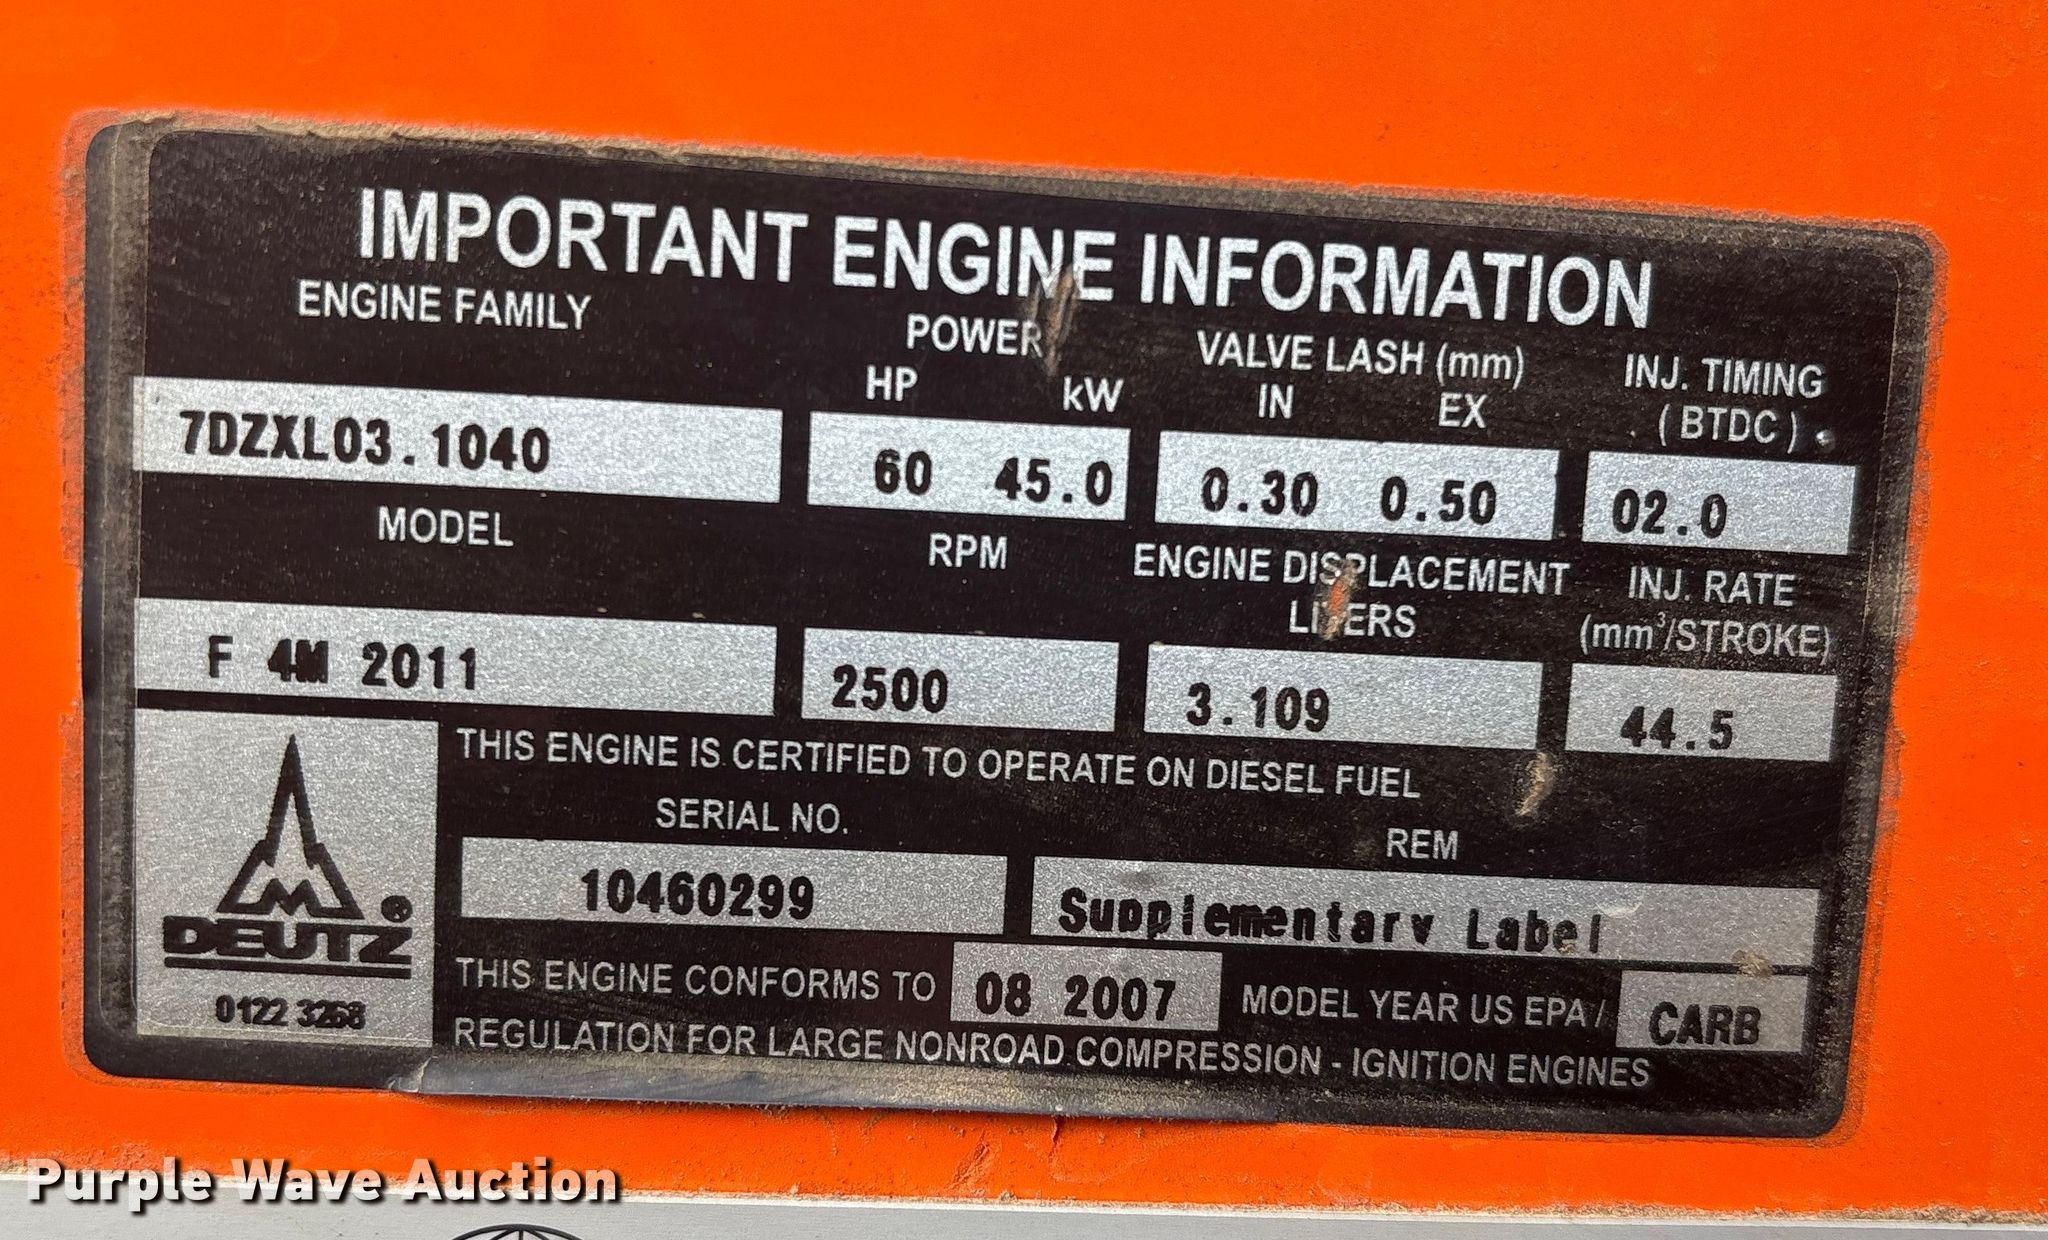 IMPORTANT ENGINE INFORMATION
ENGINE FAMILY POWER VALVE LASH (mm) INJ. TIMING
HP kW IN EX (BTDC)
7DZXL03.1040 60 45.0 0.30 0.50 02.0
MODEL RPM ENGINE DISPLACEMENT INJ. RATE
LITERS (mm³/STROKE)
F 4M 2011 2500 3.109 44.5
THIS ENGINE IS CERTIFIED TO OPERATE ON DIESEL FUEL
SERIAL NO. REM
10460299 Supplementary Label
DEUTZ ®
0122 3268
THIS ENGINE CONFORMS TO 08 2007 MODEL YEAR US EPA / CARB
REGULATION FOR LARGE NONROAD COMPRESSION - IGNITION ENGINES
Purple Wave Auction